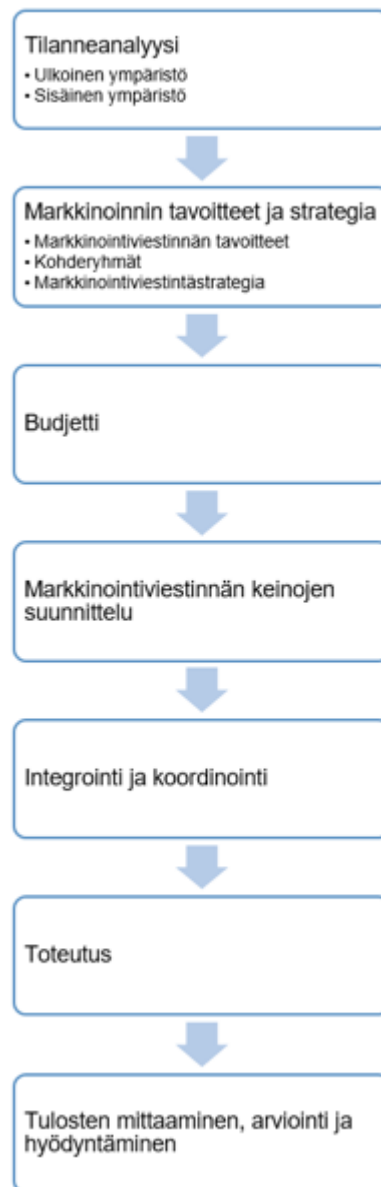 Tilanneanalyysi
• Ulkoinen ympäristö
• Sisäinen ympäristö
Markkinoinnin tavoitteet ja strategia
• Markkinointiviestinnän tavoitteet
• Kohderyhmät
• Markkinointiviestintästrategia
Budjetti
Markkinointiviestinnän keinojen
suunnittelu
Integrointi ja koordinointi
Toteutus
Tulosten mittaaminen, arviointi ja
hyödyntäminen